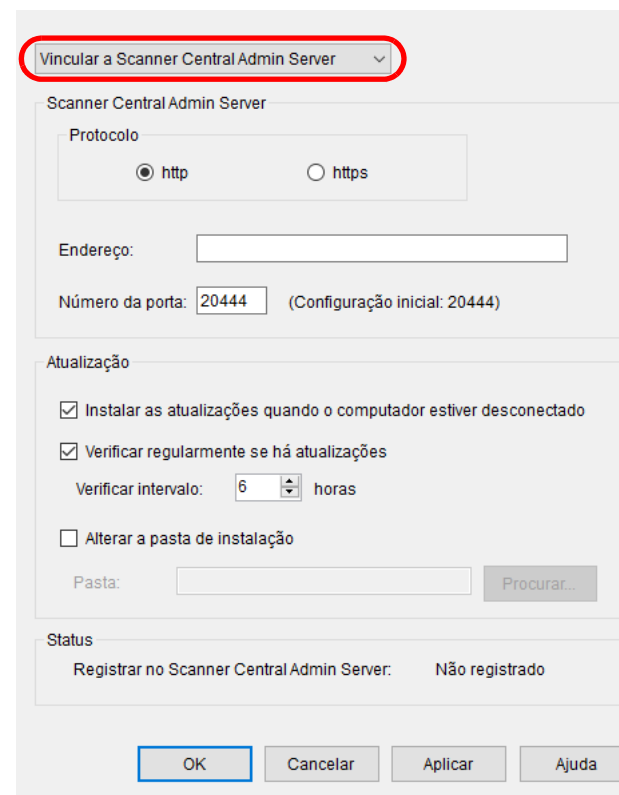 Vincular a Scanner Central Admin Server
Scanner Central Admin Server
Protocolo
http https
Endereço:
Número da porta: 20444 (Configuração inicial: 20444)
Atualização
Instalar as atualizações quando o computador estiver desconectado
Verificar regularmente se há atualizações
Verificar intervalo: 6 horas
Alterar a pasta de instalação
Pasta: Procurar...
Status
Registrar no Scanner Central Admin Server: Não registrado
OK Cancelar Aplicar Ajuda